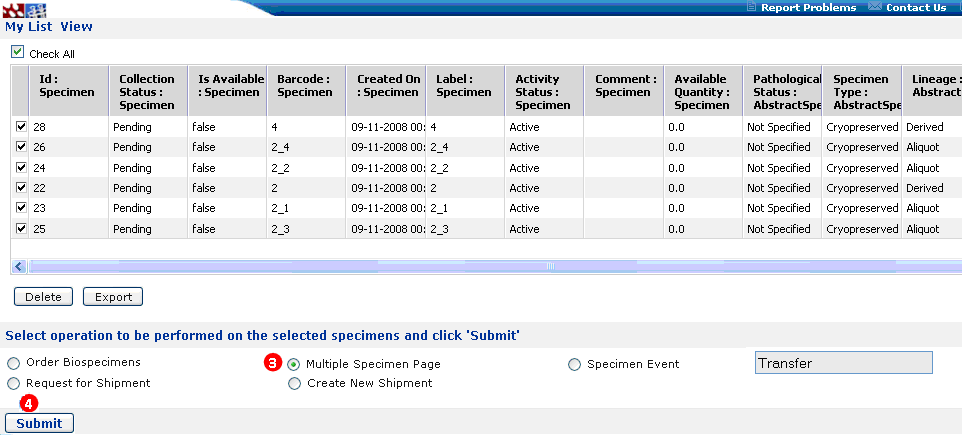 Report Problems Contact Us
My List View
Check All
Id : Specimen Collection Status : Specimen Is Available : Specimen Barcode : Specimen Created On : Specimen Label : Specimen Activity Status : Specimen Comment : Specimen Available Quantity : Specimen Pathological Status : AbstractSpe Specimen Type : AbstractSpe Lineage : Abstract
28 Pending false 4 09-11-2008 00: 4 Active 0.0 Not Specified Cryopreserved Derived
26 Pending false 2_4 09-11-2008 00: 2_4 Active 0.0 Not Specified Cryopreserved Aliquot
24 Pending false 2_2 09-11-2008 00: 2_2 Active 0.0 Not Specified Cryopreserved Aliquot
22 Pending false 2 09-11-2008 00: 2 Active 0.0 Not Specified Cryopreserved Derived
23 Pending false 2_1 09-11-2008 00: 2_1 Active 0.0 Not Specified Cryopreserved Aliquot
25 Pending false 2_3 09-11-2008 00: 2_3 Active 0.0 Not Specified Cryopreserved Aliquot
Delete Export
Select operation to be performed on the selected specimens and click 'Submit'
Order Biospecimens 3 Multiple Specimen Page Specimen Event Transfer
Request for Shipment Create New Shipment
4
Submit